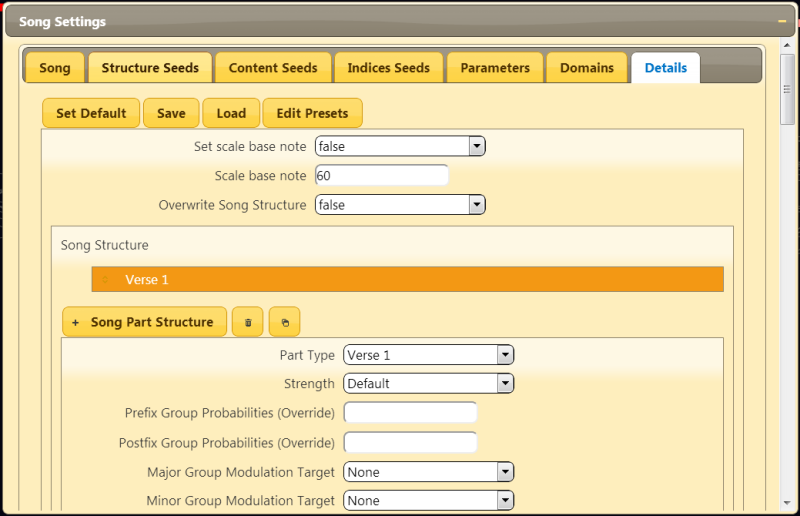 Song Settings
Song Structure Seeds Content Seeds Indices Seeds Parameters Domains Details
Set Default Save Load Edit Presets
Set scale base note false
Scale base note 60
Overwrite Song Structure false
Song Structure
Verse 1
+ Song Part Structure
Part Type Verse 1
Strength Default
Prefix Group Probabilities (Override)
Postfix Group Probabilities (Override)
Major Group Modulation Target None
Minor Group Modulation Target None